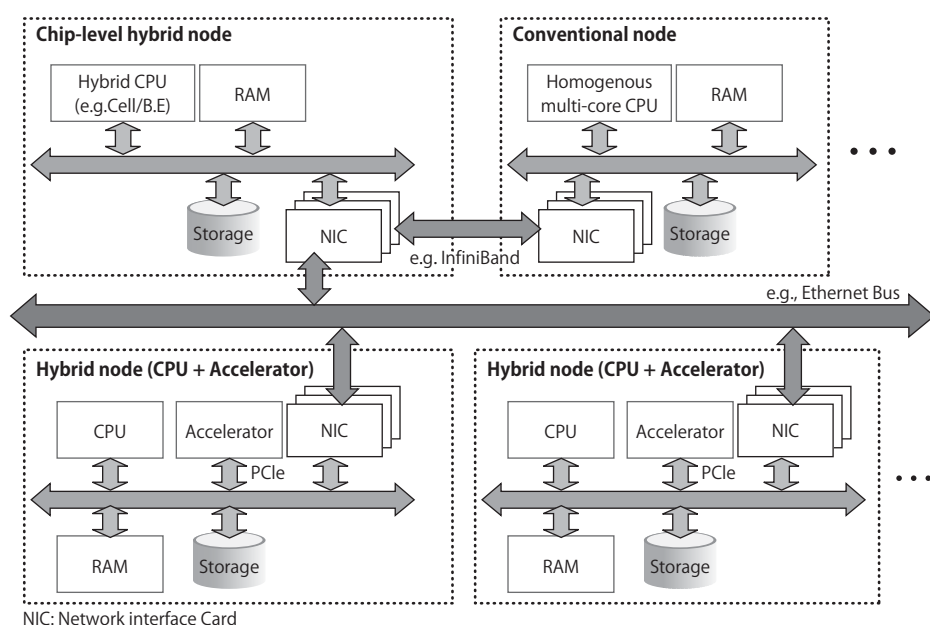 Chip-level hybrid node
Hybrid CPU
(e.g.Cell/B.E)
RAM
Storage
NIC
e.g. InfiniBand
Conventional node
Homogenous
multi-core CPU
RAM
NIC
Storage
e.g., Ethernet Bus
Hybrid node (CPU + Accelerator)
CPU
Accelerator
NIC
PCIe
RAM
Storage
Hybrid node (CPU + Accelerator)
CPU
Accelerator
NIC
PCIe
RAM
Storage
NIC: Network interface Card